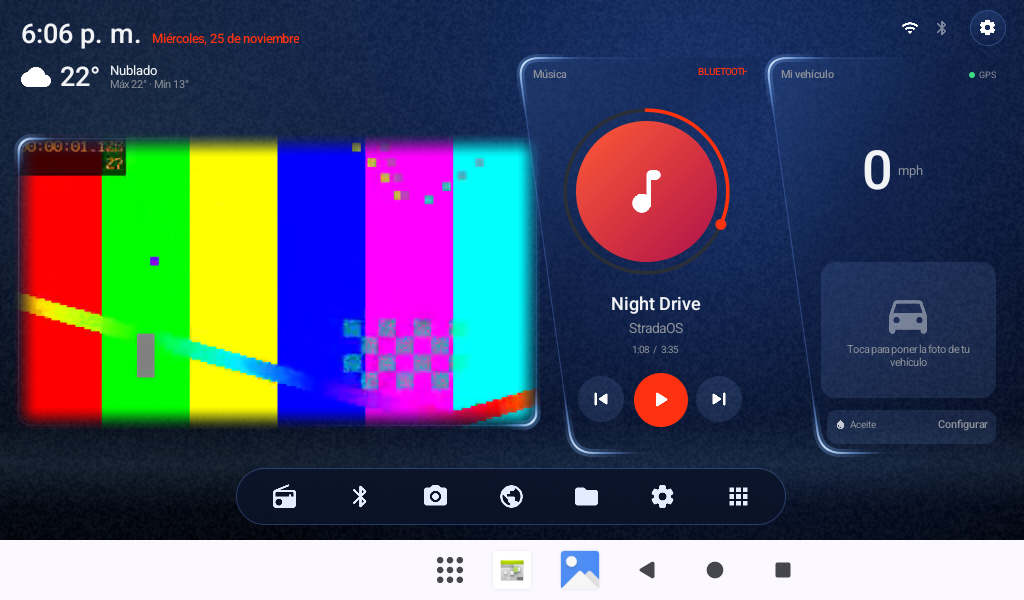 6:06 p. m. Miércoles, 25 de noviembre
22° Nublado
Máx 22° · Mín 13°
Música
BLUETOOTH
Mi vehículo
GPS
27
0 mph
Night Drive
StradaOS
1:08 / 3:35
Toca para poner la foto de tu
vehículo
Aceite
Configurar